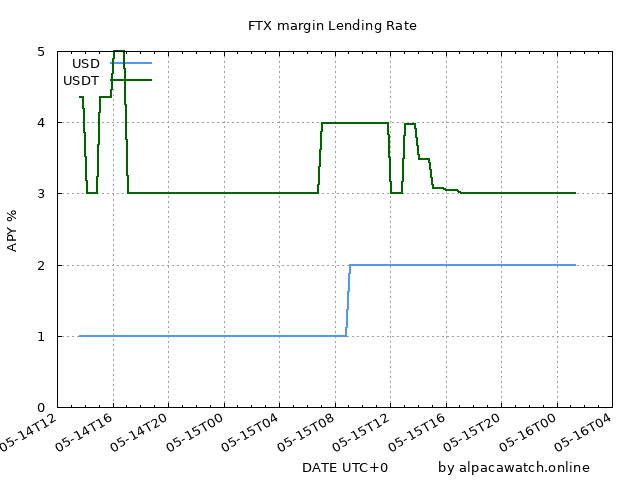 FTX margin Lending Rate
USD
USDT
APY %
5
4
3
2
1
0
05-14T12
05-14T16
05-14T20
05-15T00
05-15T04
05-15T08
05-15T12
05-15T16
05-15T20
05-16T00
05-16T04
DATE UTC+0
by alpacawatch.online